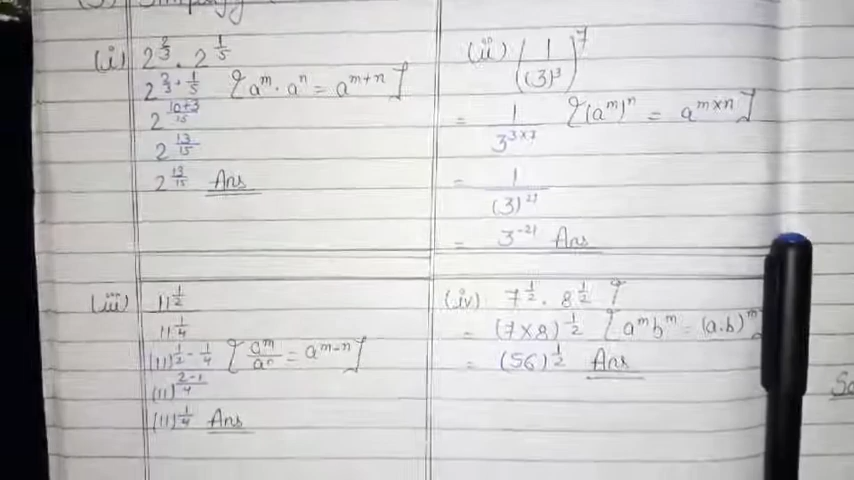 (3) Simplify
(i) 2^{2/3} . 2^{1/5}
2^{2/3 + 1/5} [a^m . a^n = a^{m+n}]
2^{(10+3)/15}
2^{13/15}
2^{13/15} Ans
(ii) (1/(3)^3)^7
= 1/3^{3×7} [(a^m)^n = a^{m×n}]
= 1/(3)^{21}
= 3^{-21} Ans
(iii) 11^{1/2}
11^{1/4}
(11)^{1/2 - 1/4} [a^m/a^n = a^{m-n}]
(11)^{(2-1)/4}
(11)^{1/4} Ans
(iv) 7^{1/2} . 8^{1/2} [
= (7×8)^{1/2} [a^m b^m = (a.b)^m]
= (56)^{1/2} Ans